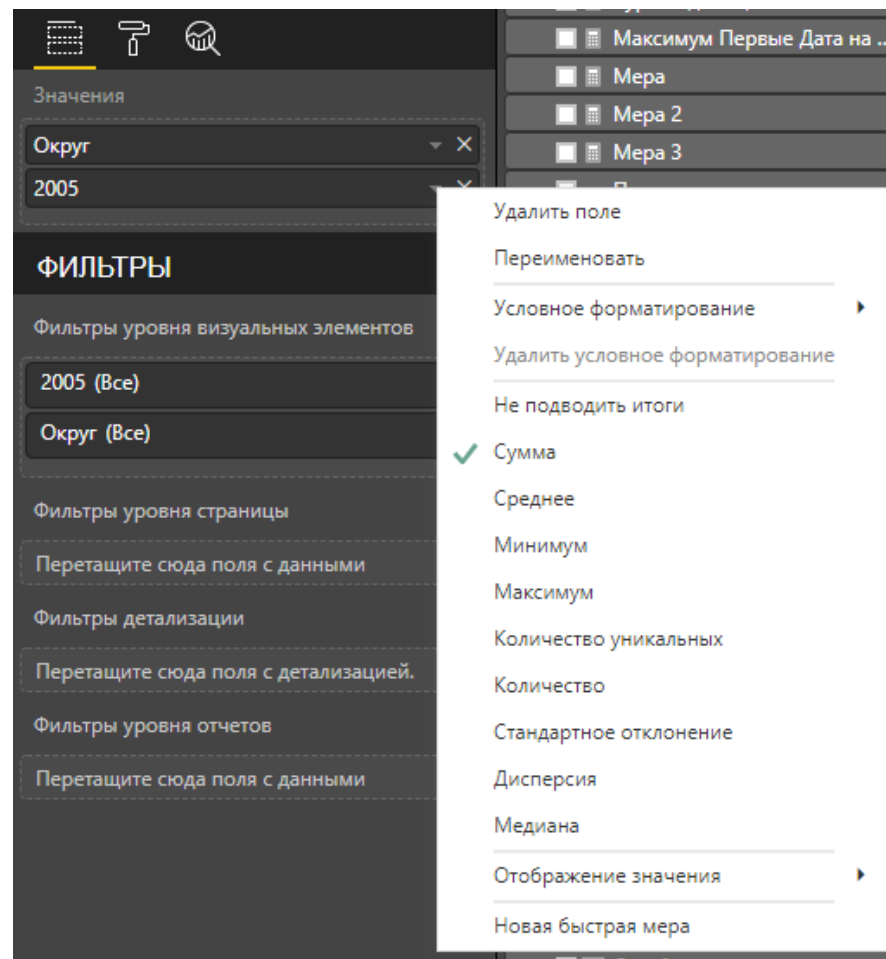 Максимум Первые Дата на ...
Мера
Мера 2
Мера 3
Значения
Округ
2005
ФИЛЬТРЫ
Фильтры уровня визуальных элементов
2005 (Все)
Округ (Все)
Фильтры уровня страницы
Перетащите сюда поля с данными
Фильтры детализации
Перетащите сюда поля с детализацией.
Фильтры уровня отчетов
Перетащите сюда поля с данными
Удалить поле
Переименовать
Условное форматирование
Удалить условное форматирование
Не подводить итоги
Сумма
Среднее
Минимум
Максимум
Количество уникальных
Количество
Стандартное отклонение
Дисперсия
Медиана
Отображение значения
Новая быстрая мера